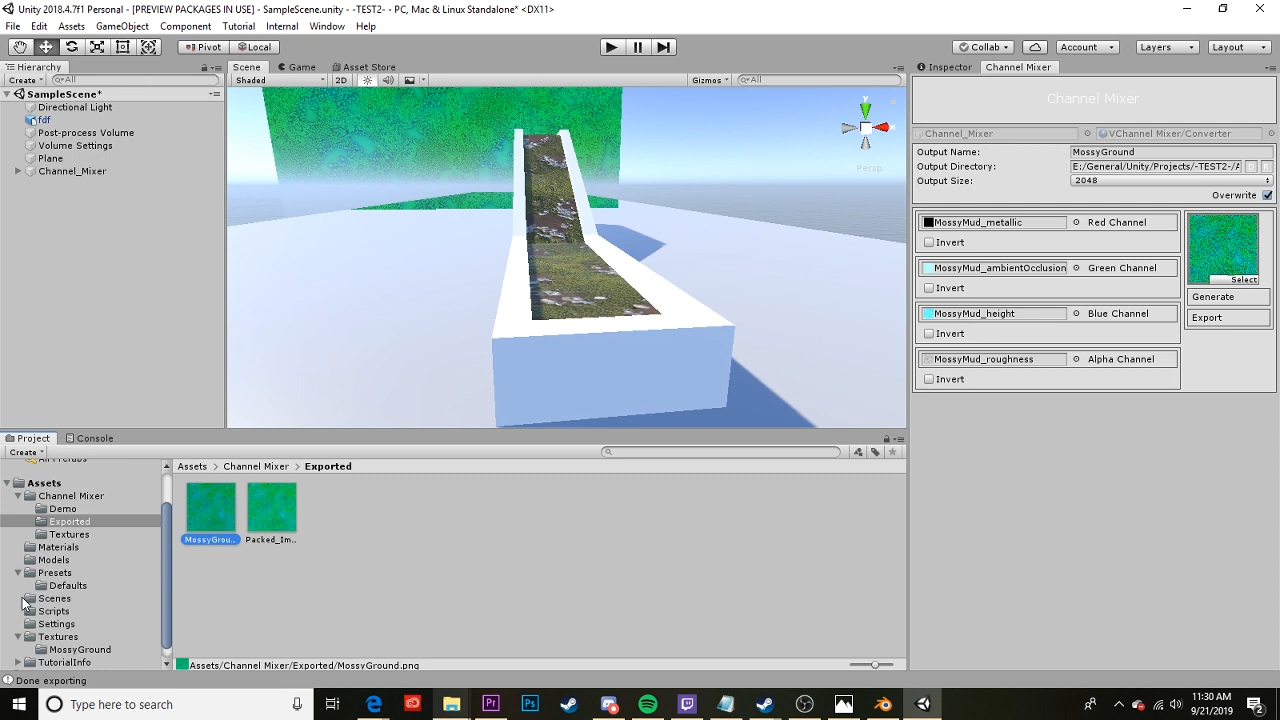 Unity 2018.4.7f1 Personal - [PREVIEW PACKAGES IN USE] - SampleScene.unity - -TEST2- - PC, Mac & Linux Standalone* <DX11>
File Edit Assets GameObject Component Tutorial Internal Window Help
Pivot Local Collab Account Layers Layout
Hierarchy Scene Game Asset Store Inspector Channel Mixer
Create All Shaded 2D Gizmos All
Channel Mixer
SampleScene*
Directional Light
fdf
Post-process Volume
Volume Settings
Plane
Channel_Mixer
y
x
Persp
Channel_Mixer VChannel Mixer/Converter
Output Name: MossyGround
Output Directory: E:/General/Unity/Projects/-TEST2-/A
Output Size: 2048
Overwrite
MossyMud_metallic Red Channel
Invert
MossyMud_ambientOcclusion Green Channel
Invert
MossyMud_height Blue Channel
Invert
MossyMud_roughness Alpha Channel
Invert
Select
Generate
Export
Project Console
Create
Assets > Channel Mixer > Exported
Assets
Channel Mixer
Demo
Exported
Textures
Materials
Models
Presets
Defaults
Scenes
Scripts
Settings
Textures
MossyGround
TutorialInfo
MossyGrou.. Packed_Im..
Assets/Channel Mixer/Exported/MossyGround.png
Done exporting
Type here to search
11:30 AM
9/21/2019
2